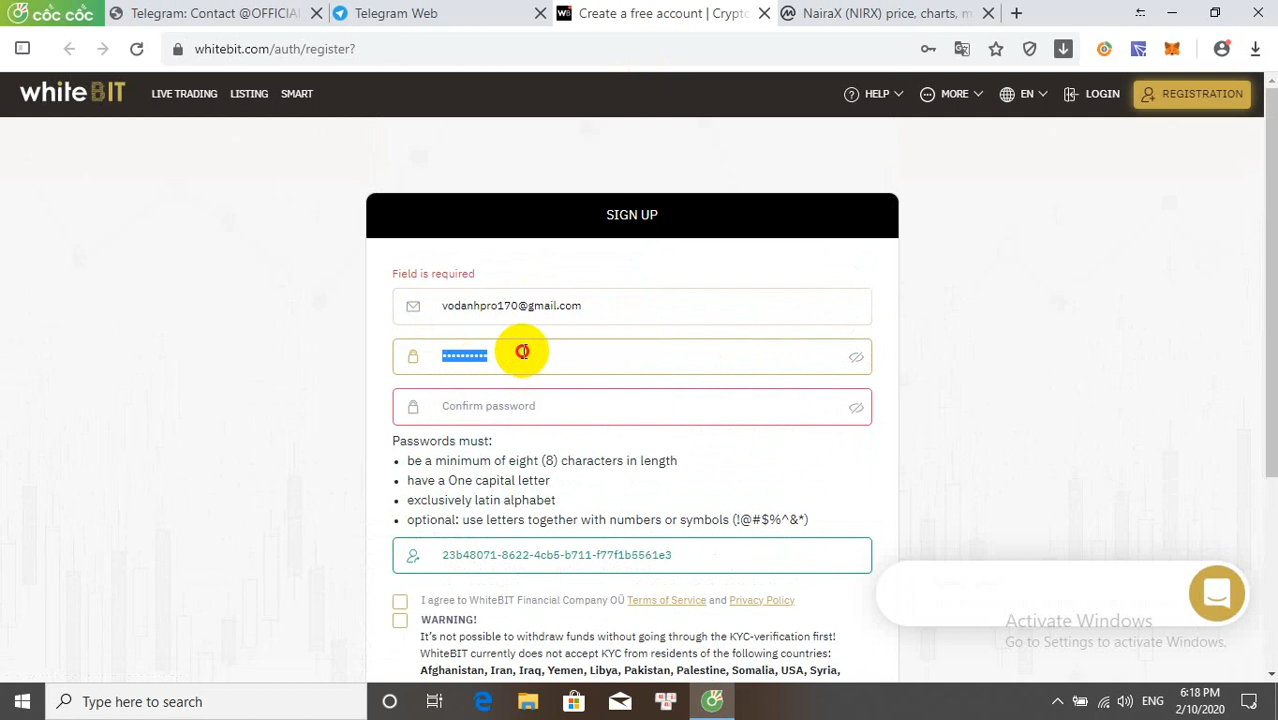 cốc cốc
Telegram: Contact @OFFICIA
Telegram Web
Create a free account | Crypto
NairaX (NIRX) price, charts, m
whitebit.com/auth/register?
whiteBIT
LIVE TRADING
LISTING
SMART
HELP
MORE
EN
LOGIN
REGISTRATION
SIGN UP
Field is required
vodanhpro170@gmail.com
••••••••••
Confirm password
Passwords must:
• be a minimum of eight (8) characters in length
• have a One capital letter
• exclusively latin alphabet
• optional: use letters together with numbers or symbols (!@#$%^&*)
23b48071-8622-4cb5-b711-f77f1b5561e3
I agree to WhiteBIT Financial Company OÜ Terms of Service and Privacy Policy
WARNING!
It's not possible to withdraw funds without going through the KYC-verification first!
WhiteBIT currently does not accept KYC from residents of the following countries:
Afghanistan, Iran, Iraq, Yemen, Libya, Pakistan, Palestine, Somalia, USA, Syria,
Activate Windows
Go to Settings to activate Windows.
Type here to search
ENG
6:18 PM
2/10/2020